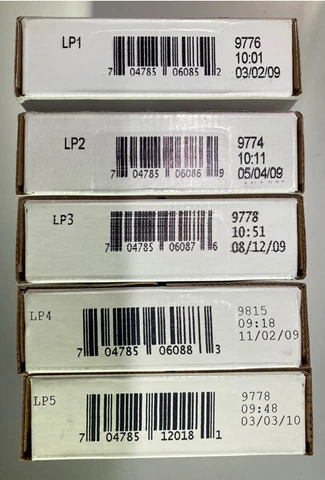 LP1
7 04785 06085 2
9776
10:01
03/02/09
LP2
7 04785 06086 9
9774
10:11
05/04/09
LP3
7 04785 06087 6
9778
10:51
08/12/09
LP4
7 04785 06088 3
9815
09:18
11/02/09
LP5
7 04785 12018 1
9778
09:48
03/03/10